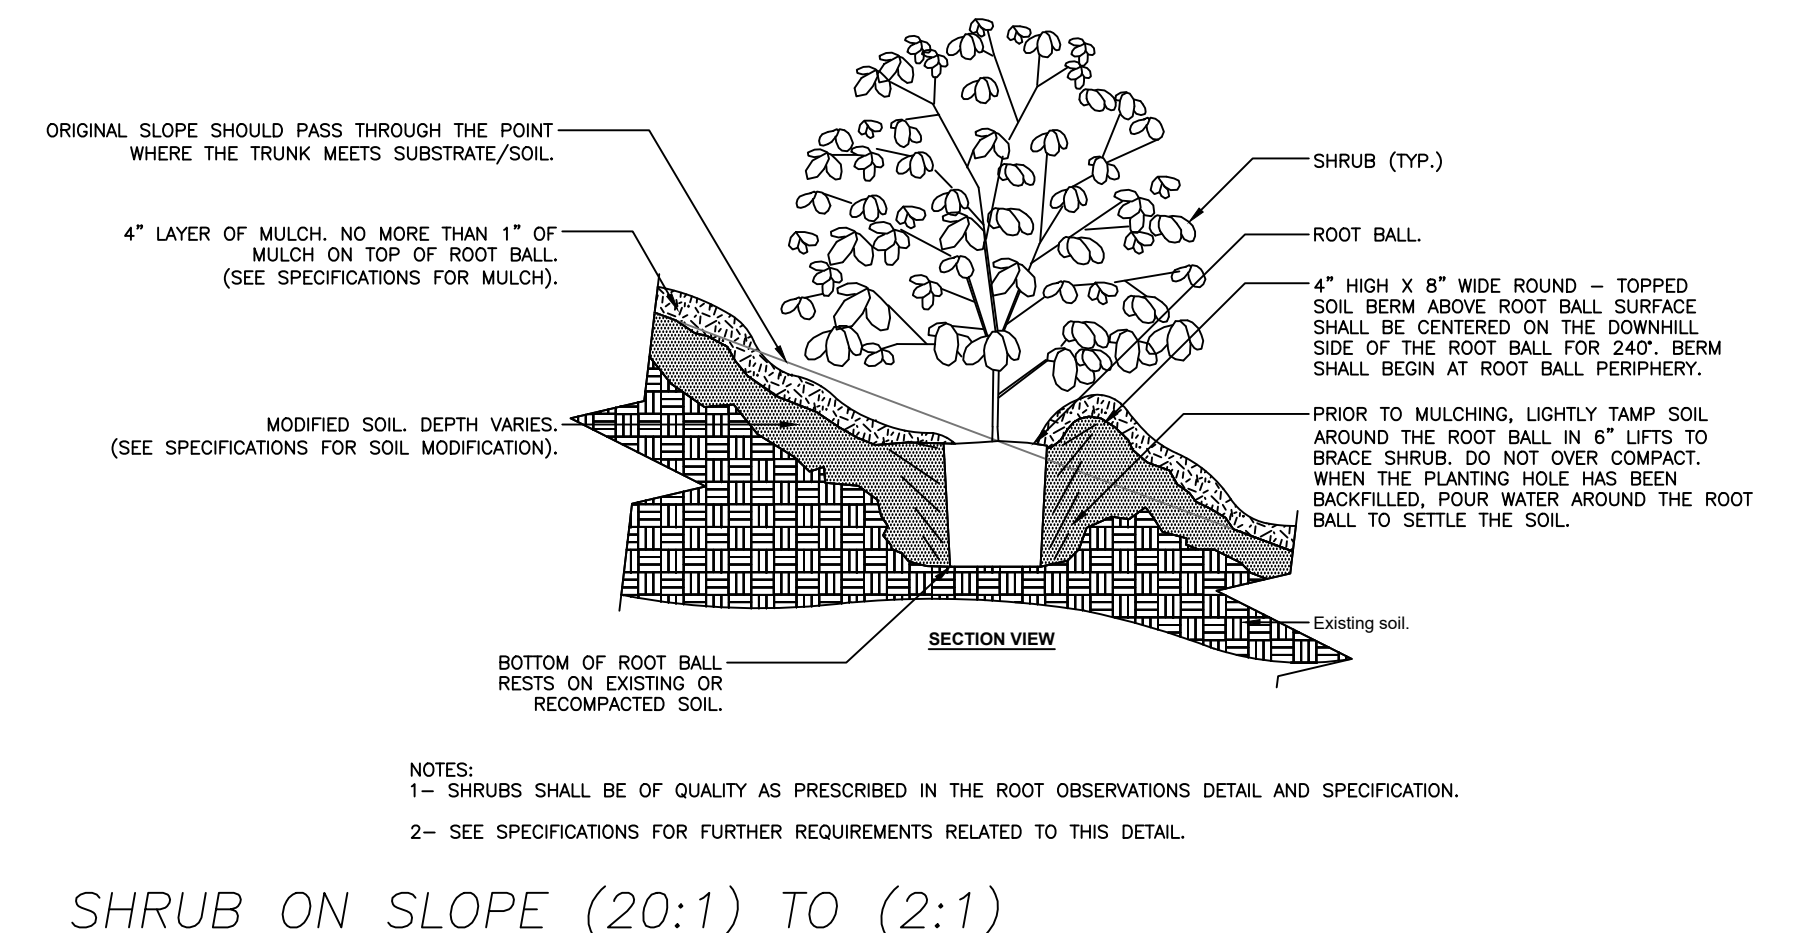 ORIGINAL SLOPE SHOULD PASS THROUGH THE POINT
WHERE THE TRUNK MEETS SUBSTRATE/SOIL.
4” LAYER OF MULCH. NO MORE THAN 1” OF
MULCH ON TOP OF ROOT BALL.
(SEE SPECIFICATIONS FOR MULCH).
MODIFIED SOIL. DEPTH VARIES.
(SEE SPECIFICATIONS FOR SOIL MODIFICATION).
BOTTOM OF ROOT BALL
RESTS ON EXISTING OR
RECOMPACTED SOIL.
SHRUB (TYP.)
ROOT BALL.
4” HIGH X 8” WIDE ROUND – TOPPED
SOIL BERM ABOVE ROOT BALL SURFACE
SHALL BE CENTERED ON THE DOWNHILL
SIDE OF THE ROOT BALL FOR 240°. BERM
SHALL BEGIN AT ROOT BALL PERIPHERY.
PRIOR TO MULCHING, LIGHTLY TAMP SOIL
AROUND THE ROOT BALL IN 6” LIFTS TO
BRACE SHRUB. DO NOT OVER COMPACT.
WHEN THE PLANTING HOLE HAS BEEN
BACKFILLED, POUR WATER AROUND THE ROOT
BALL TO SETTLE THE SOIL.
Existing soil.
SECTION VIEW
NOTES:
1– SHRUBS SHALL BE OF QUALITY AS PRESCRIBED IN THE ROOT OBSERVATIONS DETAIL AND SPECIFICATION.
2– SEE SPECIFICATIONS FOR FURTHER REQUIREMENTS RELATED TO THIS DETAIL.
SHRUB ON SLOPE (20:1) TO (2:1)